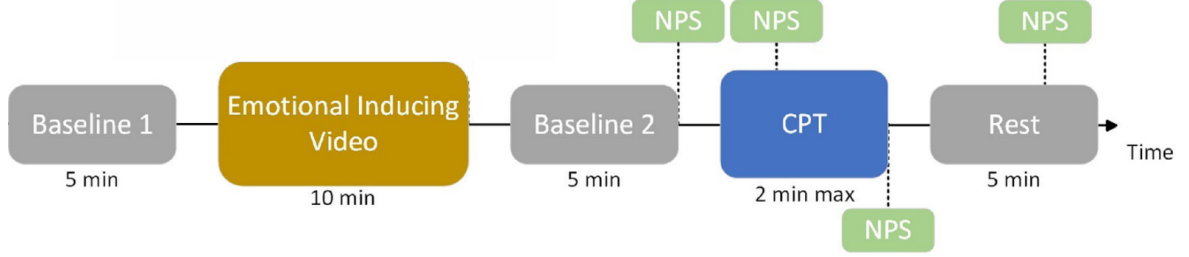 NPS
NPS
NPS
Baseline 1
Emotional Inducing
Video
Baseline 2
CPT
Rest
Time
5 min
10 min
5 min
2 min max
5 min
NPS